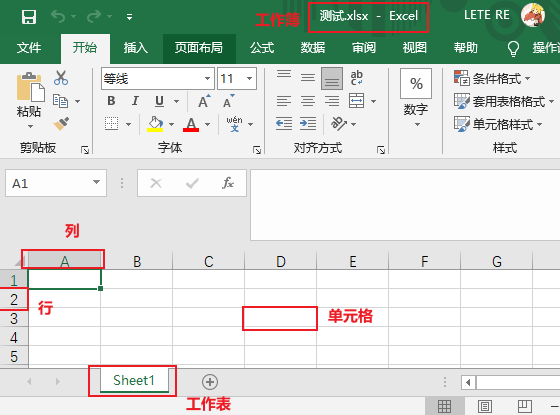 工作簿 测试.xlsx - Excel LETE RE
文件 开始 插入 页面布局 公式 数据 审阅 视图 帮助 操作说
等线 11 ab % 条件格式
粘贴 B I U A A 数字 套用表格格式
wén 文 A 单元格样式
剪贴板 字体 对齐方式 样式
A1 fx
列
A B C D E F G
1
2
行
3 单元格
4
5
Sheet1
工作表